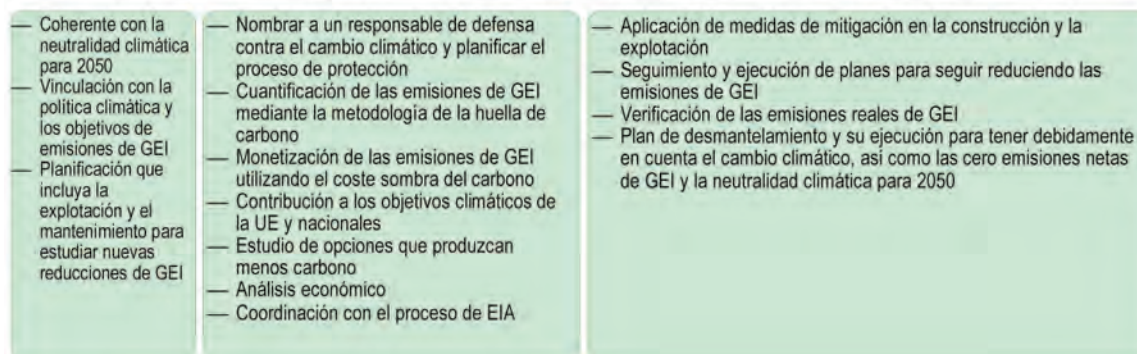 — Coherente con la
neutralidad climática
para 2050
— Vinculación con la
política climática y
los objetivos de
emisiones de GEI
— Planificación que
incluya la
explotación y el
mantenimiento para
estudiar nuevas
reducciones de GEI
— Nombrar a un responsable de defensa
contra el cambio climático y planificar el
proceso de protección
— Cuantificación de las emisiones de GEI
mediante la metodología de la huella de
carbono
— Monetización de las emisiones de GEI
utilizando el coste sombra del carbono
— Contribución a los objetivos climáticos de
la UE y nacionales
— Estudio de opciones que produzcan
menos carbono
— Análisis económico
— Coordinación con el proceso de EIA
— Aplicación de medidas de mitigación en la construcción y la
explotación
— Seguimiento y ejecución de planes para seguir reduciendo las
emisiones de GEI
— Verificación de las emisiones reales de GEI
— Plan de desmantelamiento y su ejecución para tener debidamente
en cuenta el cambio climático, así como las cero emisiones netas
de GEI y la neutralidad climática para 2050